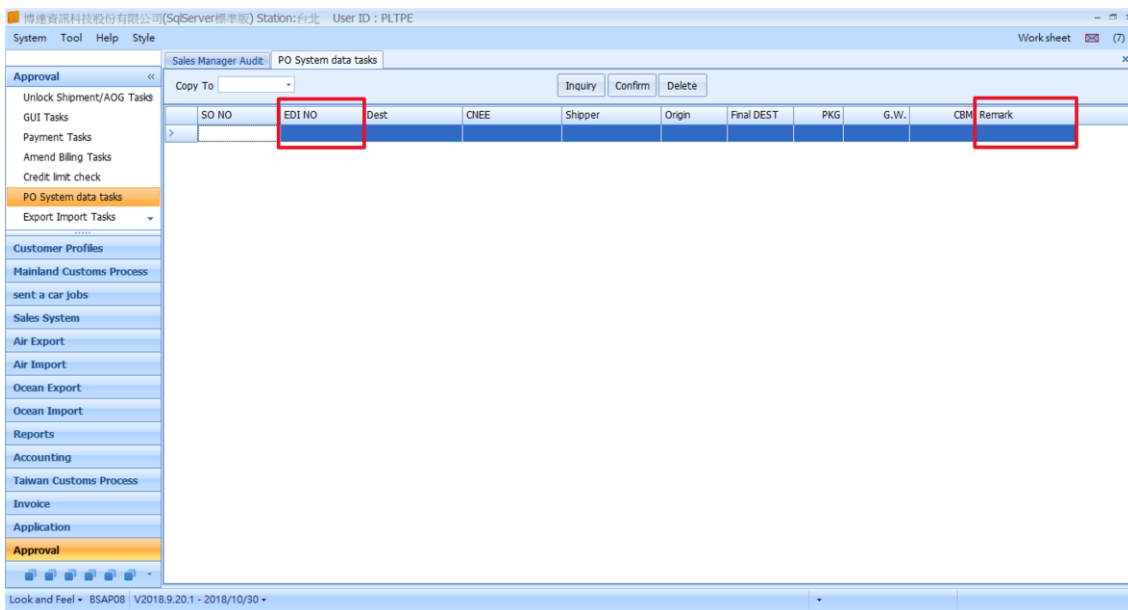 博連資訊科技股份有限公司(SqlServer標準版) Station:台北 User ID : PLTPE
System Tool Help Style
Work sheet (7)
Sales Manager Audit PO System data tasks
Approval
Copy To Inquiry Confirm Delete
Unlock Shipment/AOG Tasks
GUI Tasks
Payment Tasks
Amend Biling Tasks
Credit limit check
PO System data tasks
Export Import Tasks
SO NO EDI NO Dest CNEE Shipper Origin Final DEST PKG G.W. CBM Remark
Customer Profiles
Mainland Customs Process
sent a car jobs
Sales System
Air Export
Air Import
Ocean Export
Ocean Import
Reports
Accounting
Taiwan Customs Process
Invoice
Application
Approval
Look and Feel BSAP08 V2018.9.20.1 - 2018/10/30